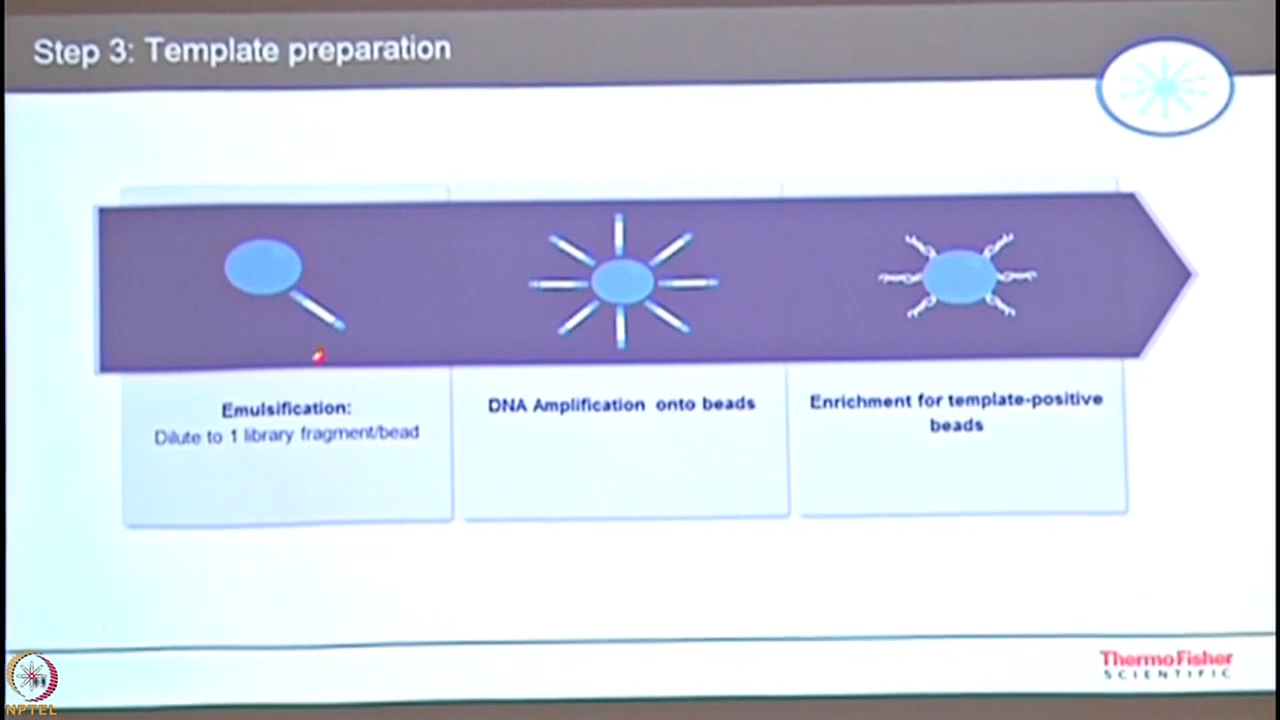 Step 3: Template preparation
Emulsification:
Dilute to 1 library fragment/bead
DNA Amplification onto beads
Enrichment for template-positive
beads
ThermoFisher
SCIENTIFIC
NPTEL